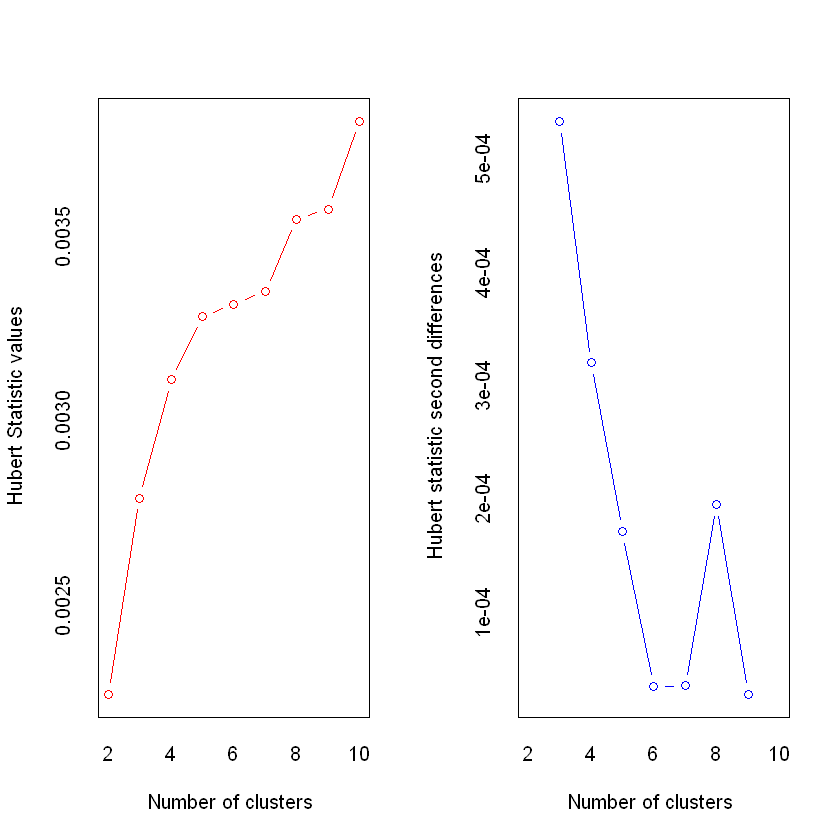 Hubert Statistic values
0.0035
0.0030
0.0025
2 4 6 8 10
Number of clusters
Hubert statistic second differences
5e-04
4e-04
3e-04
2e-04
1e-04
2 4 6 8 10
Number of clusters